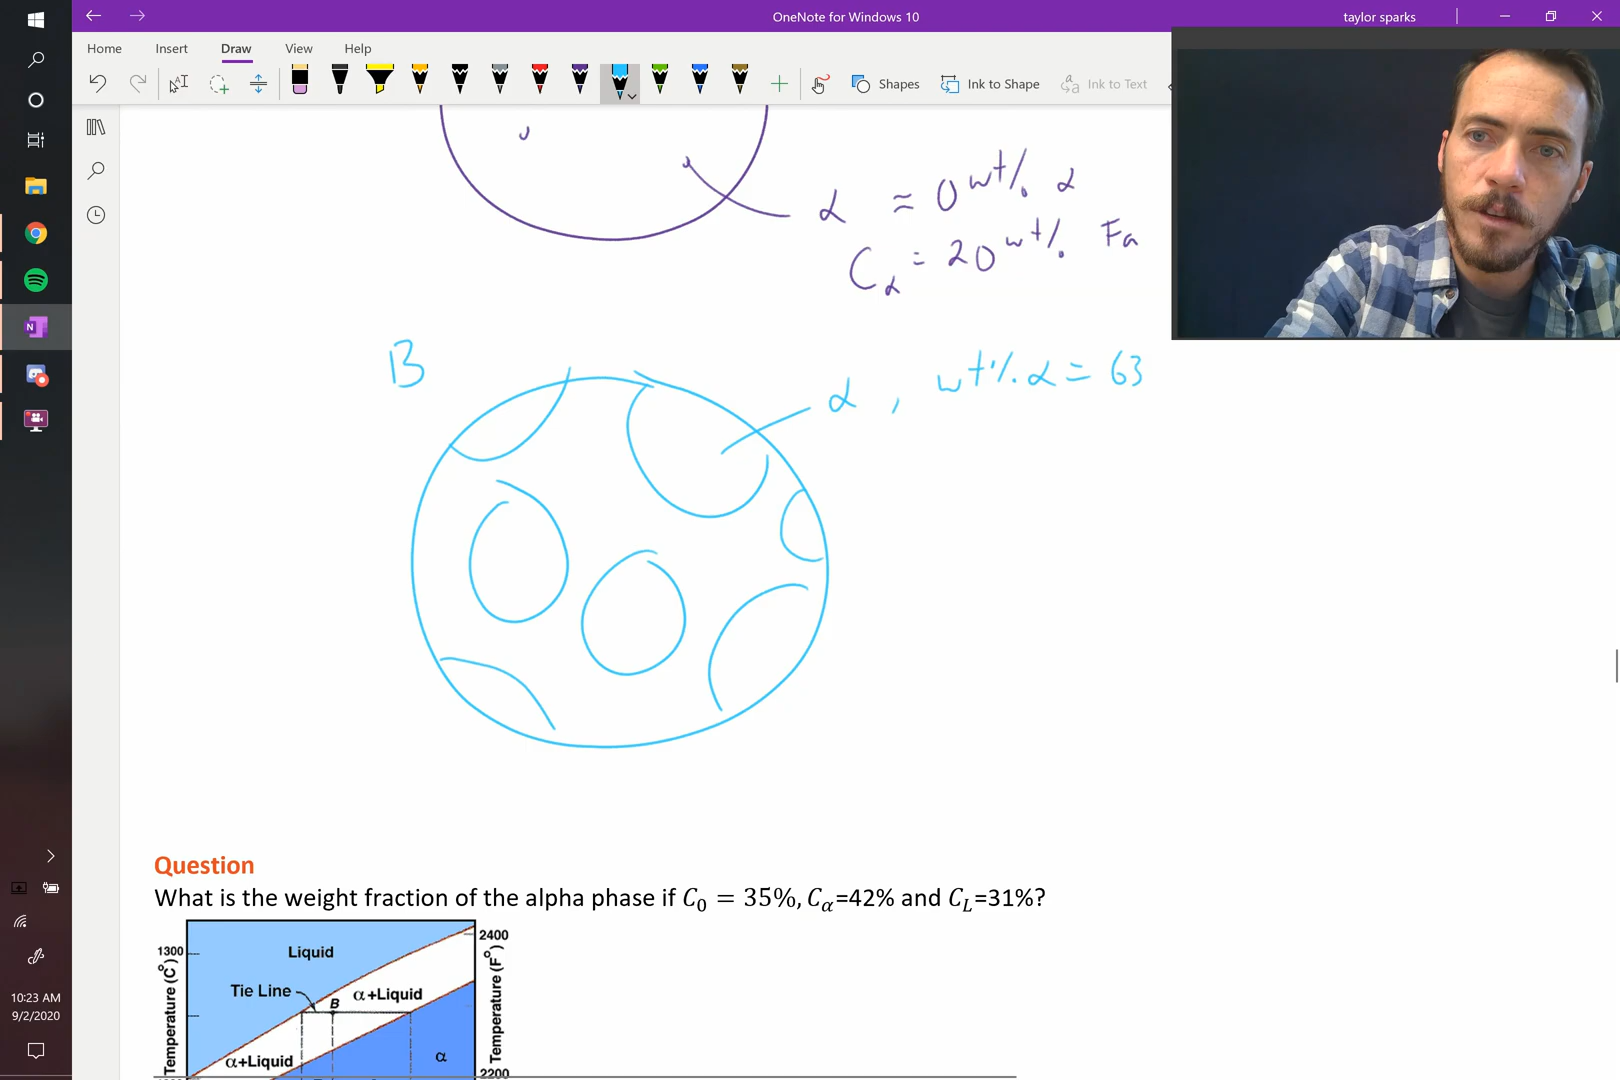 OneNote for Windows 10
taylor sparks
Home Insert Draw View Help
Shapes Ink to Shape Ink to Text
α ≈ 0 wt% α
Cα = 20 wt% Fa
B
α , wt% α = 63
Question
What is the weight fraction of the alpha phase if C₀ = 35%, Cα=42% and C_L=31%?
2400
1300
Liquid
Tie Line
B
α+Liquid
α+Liquid
α
2200
Temperature (C°)
Temperature (F°)
10:23 AM
9/2/2020